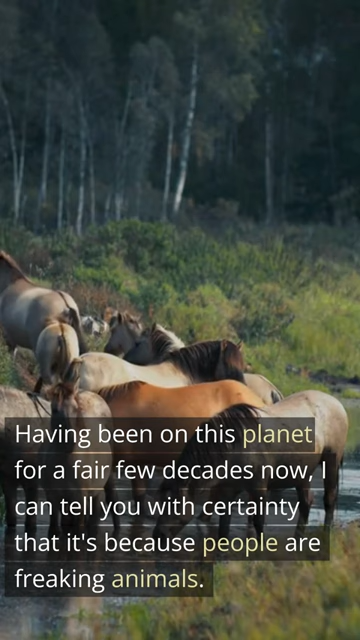 Having been on this planet
for a fair few decades now, I
can tell you with certainty
that it's because people are
freaking animals.